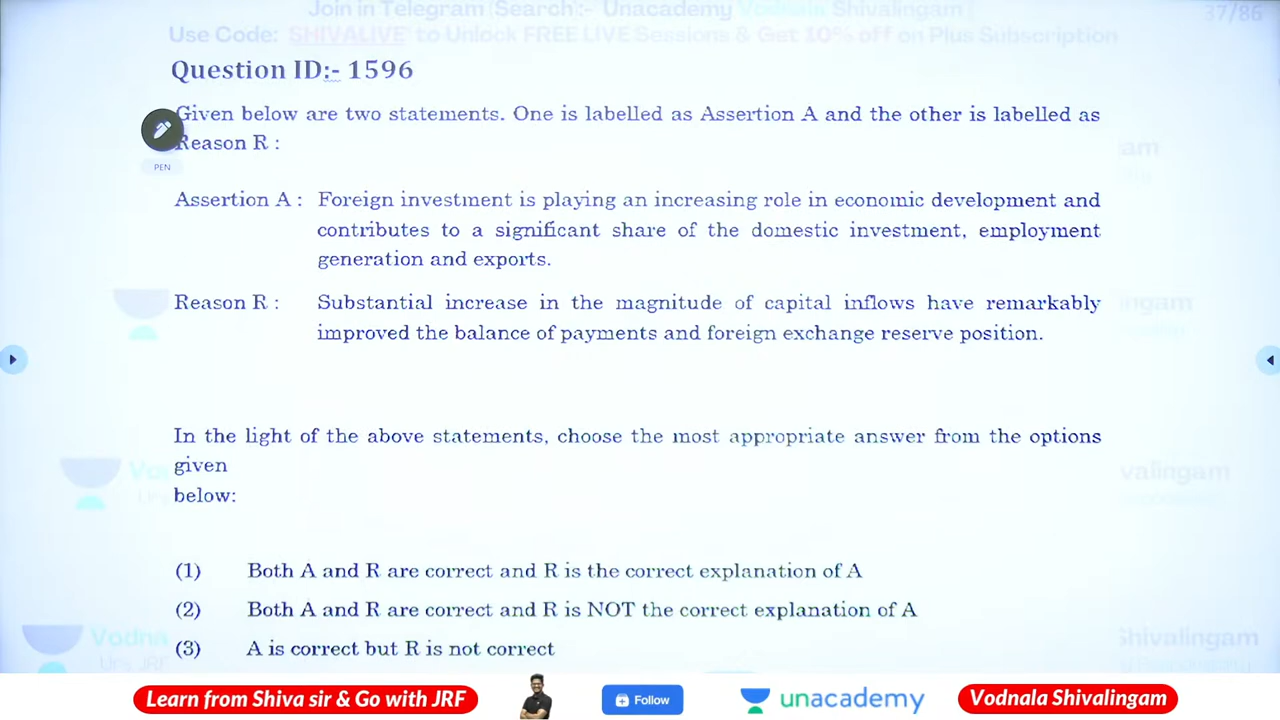 Join in Telegram [Search]:- Unacademy Vodnala Shivalingam]
37/86
Use Code: SHIVALIVE to Unlock FREE LIVE Sessions & Get 10% off on Plus Subscription
Question ID:- 1596
Given below are two statements. One is labelled as Assertion A and the other is labelled as
Reason R :
PEN
Assertion A : Foreign investment is playing an increasing role in economic development and
contributes to a significant share of the domestic investment, employment
generation and exports.
Reason R : Substantial increase in the magnitude of capital inflows have remarkably
improved the balance of payments and foreign exchange reserve position.
In the light of the above statements, choose the most appropriate answer from the options
given
below:
(1) Both A and R are correct and R is the correct explanation of A
(2) Both A and R are correct and R is NOT the correct explanation of A
(3) A is correct but R is not correct
Vodna
Shivalingam
Learn from Shiva sir & Go with JRF
Follow
unacademy
Vodnala Shivalingam